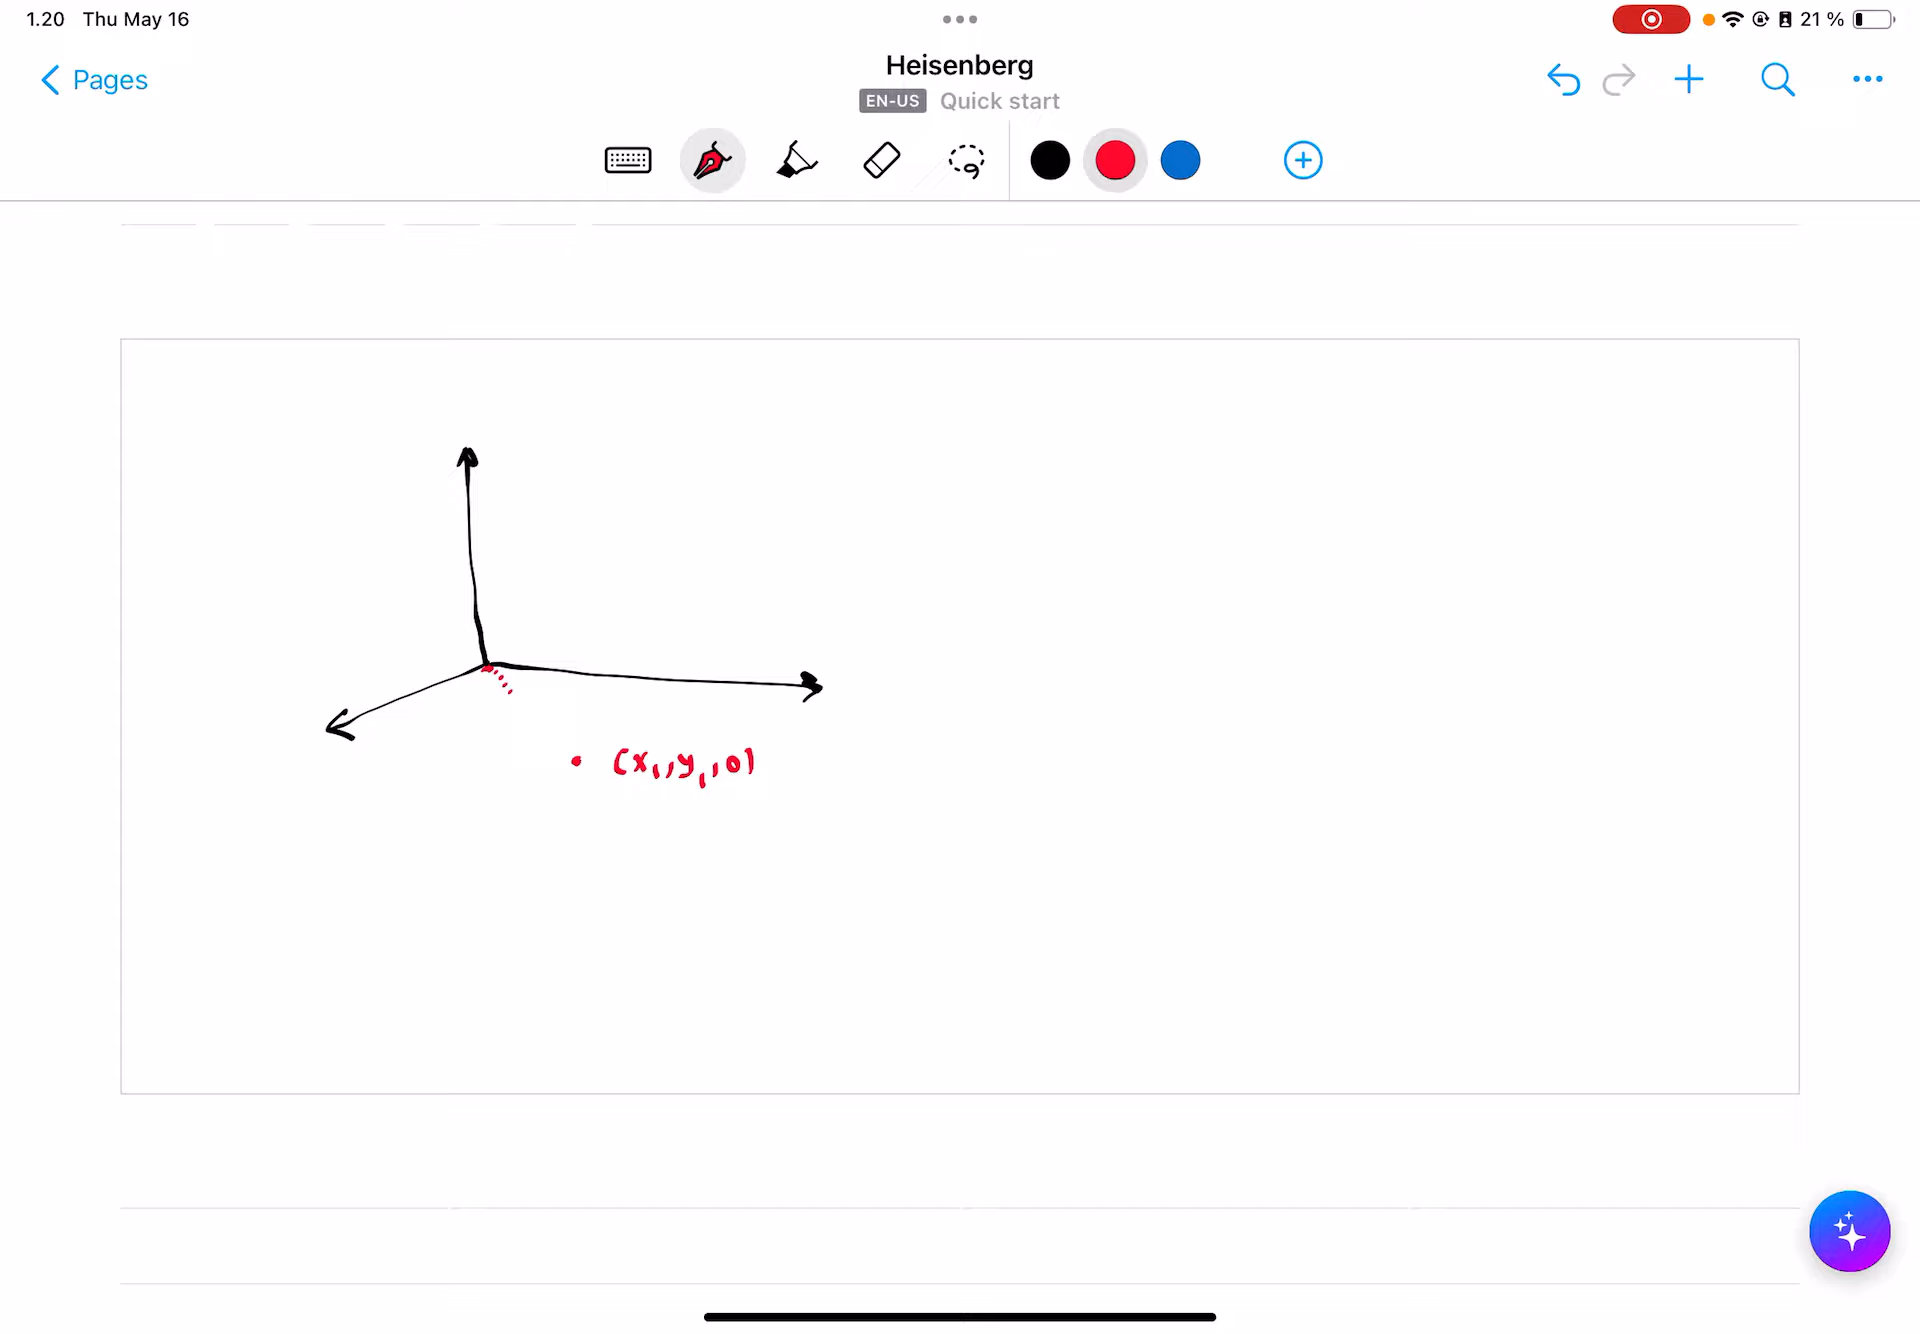 1.20 Thu May 16
21 %
Pages
Heisenberg
EN-US Quick start
(x₁,y₁,0)